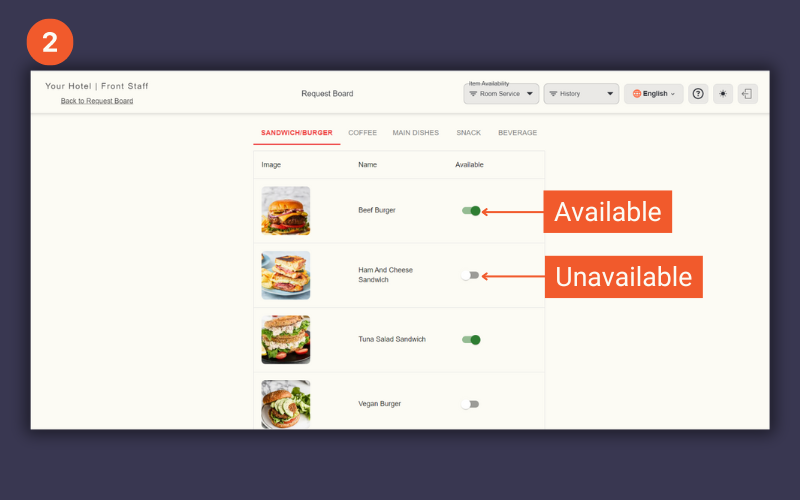 2
Your Hotel | Front Staff
Back to Request Board
Request Board
Item Availability
Room Service
History
English
?
SANDWICH/BURGER
COFFEE
MAIN DISHES
SNACK
BEVERAGE
Image
Name
Available
Beef Burger
Available
Ham And Cheese
Sandwich
Unavailable
Tuna Salad Sandwich
Vegan Burger